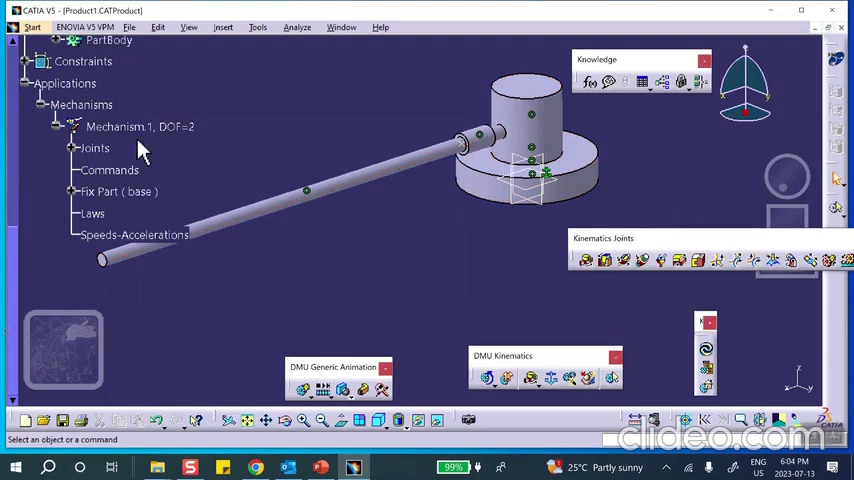 CATIA V5 - [Product1.CATProduct]
Start ENOVIA V5 VPM File Edit View Insert Tools Analyze Window Help
PartBody
Constraints
Applications
Mechanisms
Mechanism.1, DOF=2
Joints
Commands
Fix Part ( base )
Laws
Speeds-Accelerations
Knowledge
f(x)
Kinematics Joints
z
x
y
DMU Generic Animation
DMU Kinematics
K
CATIA
Select an object or a command
clideo.com
S
99%
25°C Partly sunny
ENG
US
6:04 PM
2023-07-13